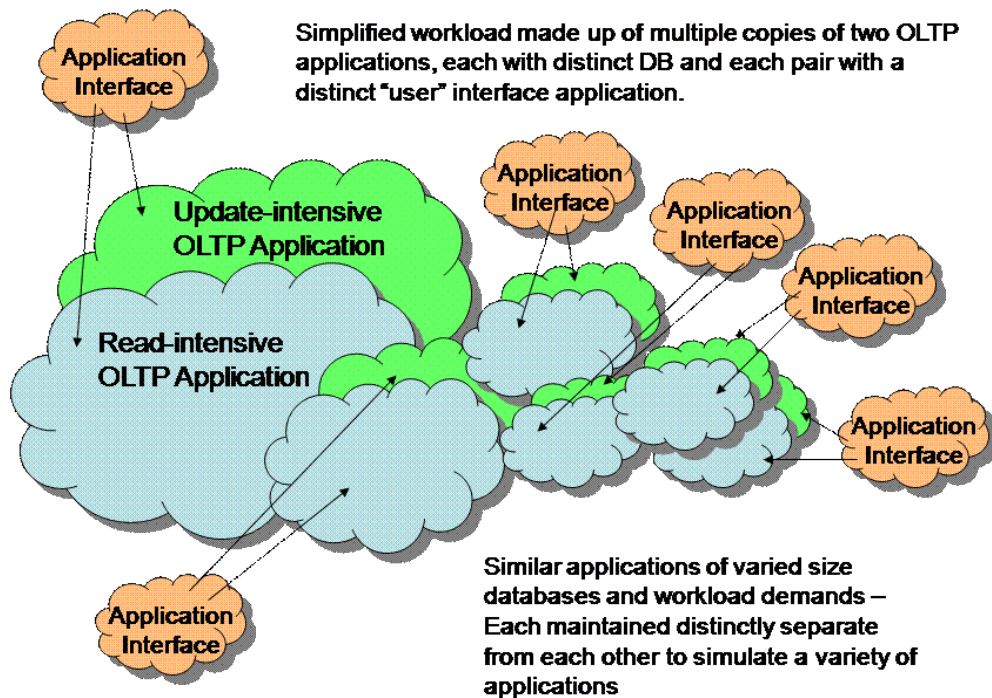 Application
Interface
Simplified workload made up of multiple copies of two OLTP
applications, each with distinct DB and each pair with a
distinct “user” interface application.
Application
Interface
Application
Interface
Application
Interface
Update-intensive
OLTP Application
Read-intensive
OLTP Application
Application
Interface
Application
Interface
Similar applications of varied size
databases and workload demands –
Each maintained distinctly separate
from each other to simulate a variety of
applications